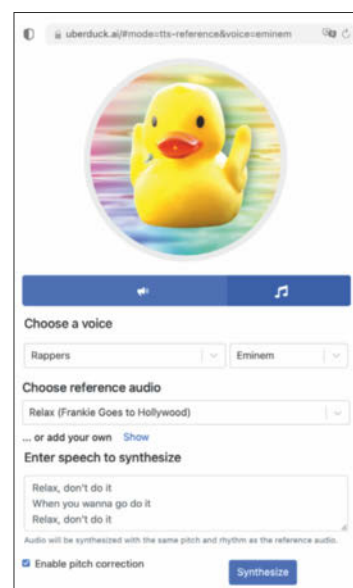 uberduck.ai/#mode=tts-reference&voice=eminem
Choose a voice
Rappers Eminem
Choose reference audio
Relax (Frankie Goes to Hollywood)
... or add your own Show
Enter speech to synthesize
Relax, don't do it
When you wanna go do it
Relax, don't do it
Audio will be synthesized with the same pitch and rhythm as the reference audio.
Enable pitch correction Synthesize